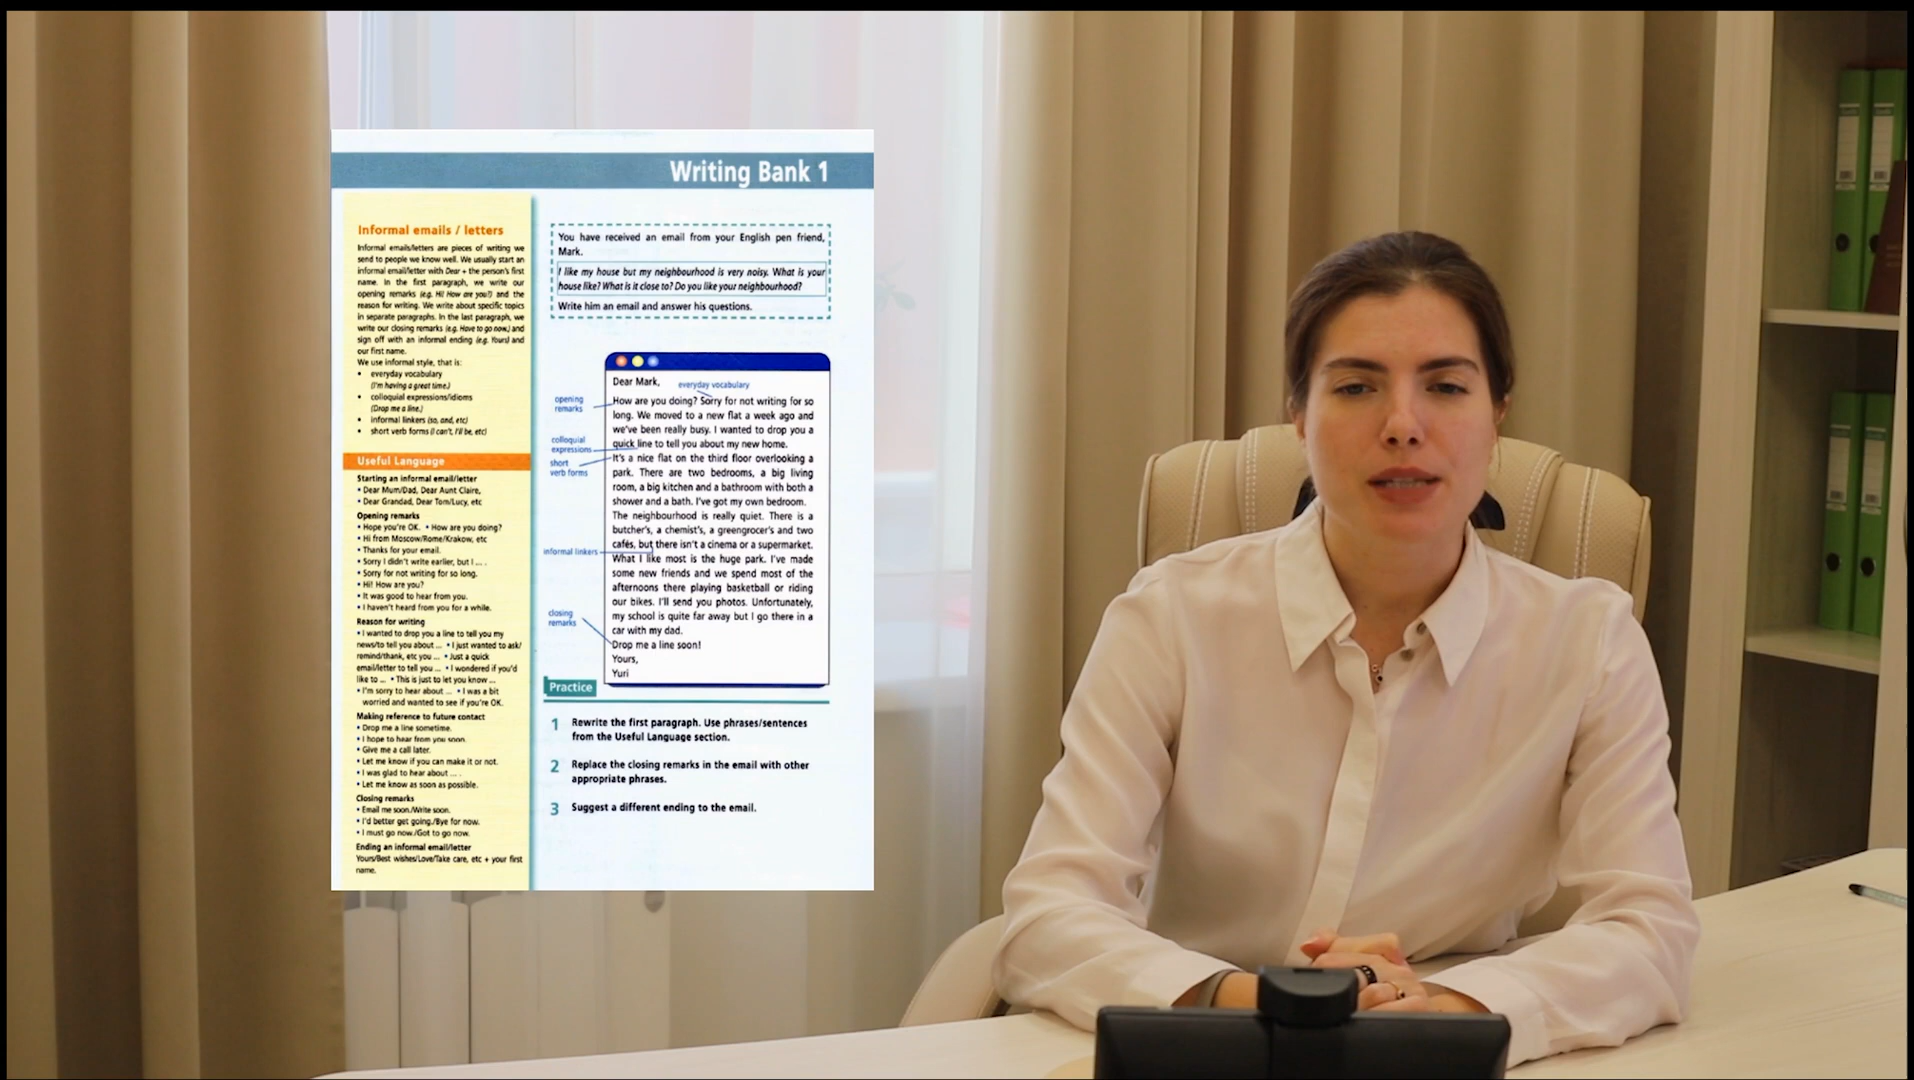 Writing Bank 1
Informal emails / letters
Informal emails/letters are pieces of writing we
send to people we know well. We usually start an
informal email/letter with Dear + the person's first
name. In the first paragraph, we write our
opening remarks (e.g. Hi! How are you?) and the
reason for writing. We write about specific topics
in separate paragraphs. In the last paragraph, we
write our closing remarks (e.g. Have to go now.) and
sign off with an informal ending (e.g. Yours) and
our first name.
We use informal style, that is:
• everyday vocabulary
(I'm having a great time.)
• colloquial expressions/idioms
(Drop me a line.)
• informal linkers (so, and, etc)
• short verb forms (I can't, I'll be, etc)
Useful Language
Starting an informal email/letter
• Dear Mum/Dad, Dear Aunt Claire,
• Dear Grandad, Dear Tom/Lucy, etc
Opening remarks
• Hope you're OK. • How are you doing?
• Hi from Moscow/Rome/Krakow, etc
• Thanks for your email.
• Sorry I didn't write earlier, but I ... .
• Sorry for not writing for so long.
• Hi! How are you?
• It was good to hear from you.
• I haven't heard from you for a while.
Reason for writing
• I wanted to drop you a line to tell you my
news/to tell you about ... • I just wanted to ask/
remind/thank, etc you ... • Just a quick
email/letter to tell you ... • I wondered if you'd
like to ... • This is just to let you know ...
• I'm sorry to hear about ... • I was a bit
worried and wanted to see if you're OK.
Making reference to future contact
• Drop me a line sometime.
• I hope to hear from you soon.
• Give me a call later.
• Let me know if you can make it or not.
• I was glad to hear about ... .
• Let me know as soon as possible.
Closing remarks
• Email me soon./Write soon.
• I'd better get going./Bye for now.
• I must go now./Got to go now.
Ending an informal email/letter
Yours/Best wishes/Love/Take care, etc + your first
name.
You have received an email from your English pen friend,
Mark.
I like my house but my neighbourhood is very noisy. What is your
house like? What is it close to? Do you like your neighbourhood?
Write him an email and answer his questions.
Dear Mark,
everyday vocabulary
opening
remarks
How are you doing? Sorry for not writing for so
long. We moved to a new flat a week ago and
we've been really busy. I wanted to drop you a
quick line to tell you about my new home.
colloquial
expressions
short
verb forms
It's a nice flat on the third floor overlooking a
park. There are two bedrooms, a big living
room, a big kitchen and a bathroom with both a
shower and a bath. I've got my own bedroom.
The neighbourhood is really quiet. There is a
butcher's, a chemist's, a greengrocer's and two
cafés, but there isn't a cinema or a supermarket.
informal linkers
What I like most is the huge park. I've made
some new friends and we spend most of the
afternoons there playing basketball or riding
our bikes. I'll send you photos. Unfortunately,
my school is quite far away but I go there in a
car with my dad.
closing
remarks
Drop me a line soon!
Yours,
Yuri
Practice
1 Rewrite the first paragraph. Use phrases/sentences
from the Useful Language section.
2 Replace the closing remarks in the email with other
appropriate phrases.
3 Suggest a different ending to the email.